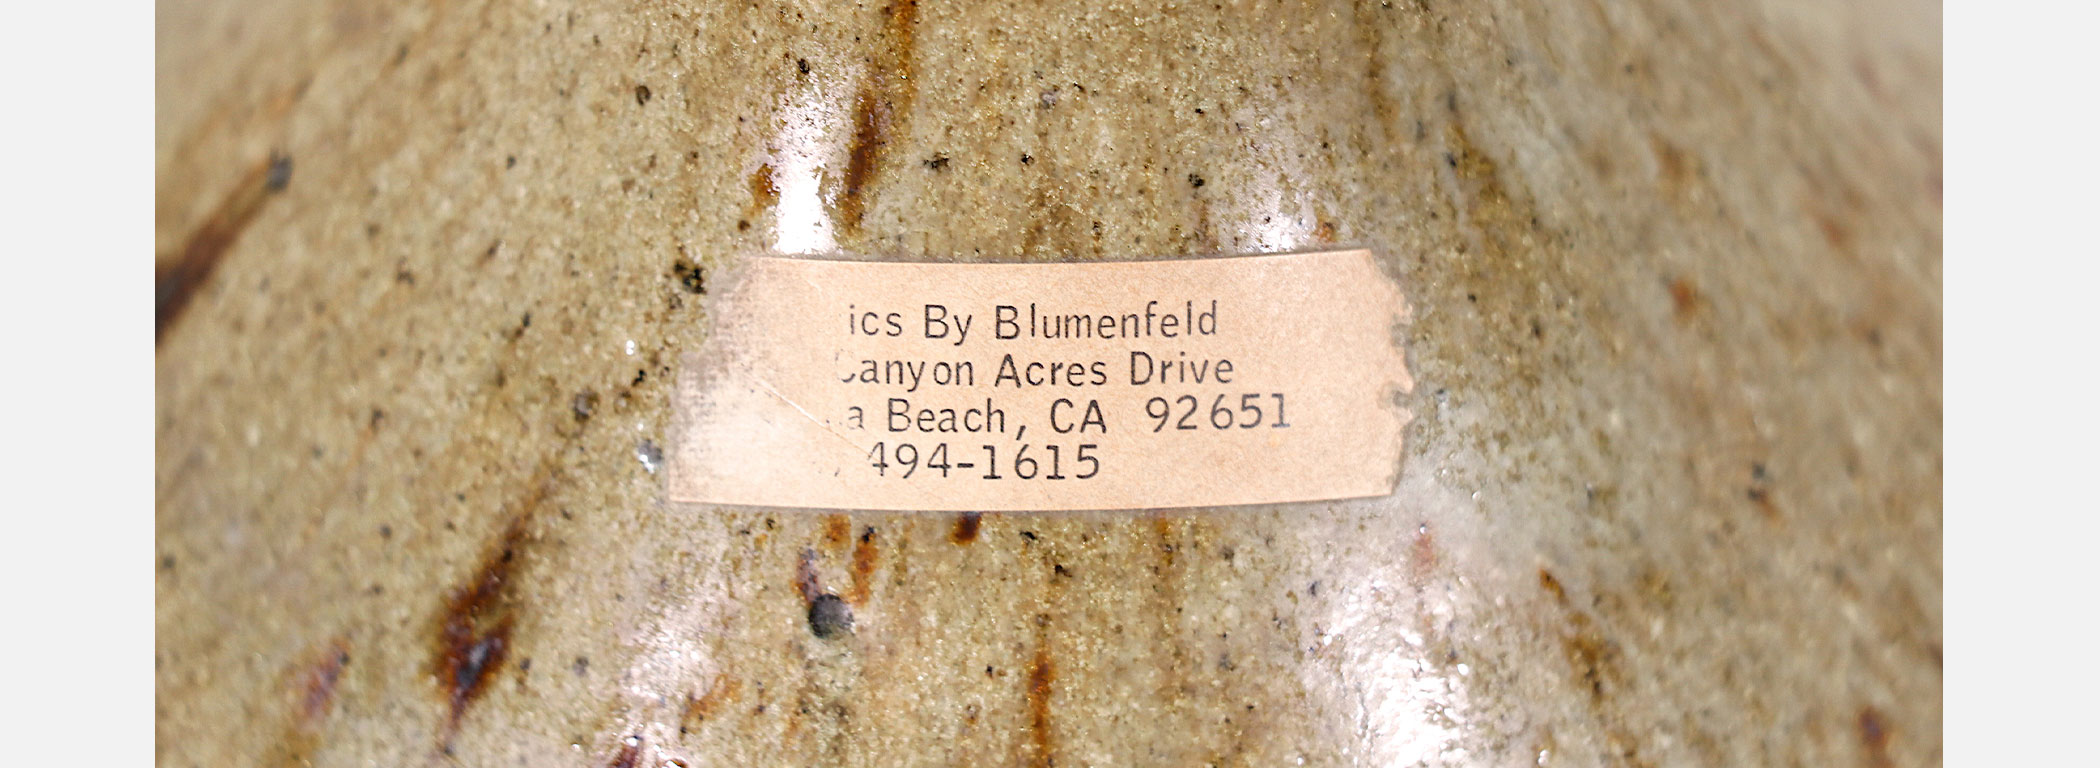 ics By Blumenfeld
Canyon Acres Drive
a Beach, CA 92651
494-1615